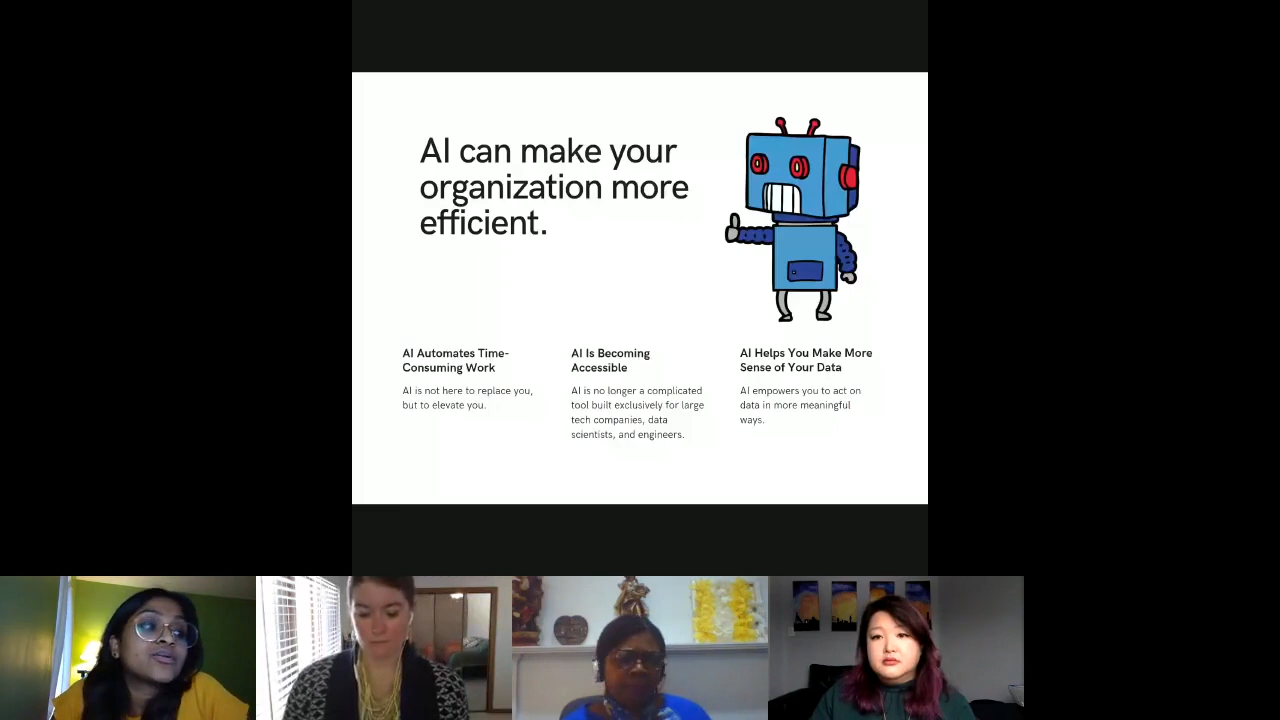 AI can make your
organization more
efficient.
AI Automates Time-
Consuming Work
AI is not here to replace you,
but to elevate you.
AI Is Becoming
Accessible
AI is no longer a complicated
tool built exclusively for large
tech companies, data
scientists, and engineers.
AI Helps You Make More
Sense of Your Data
AI empowers you to act on
data in more meaningful
ways.